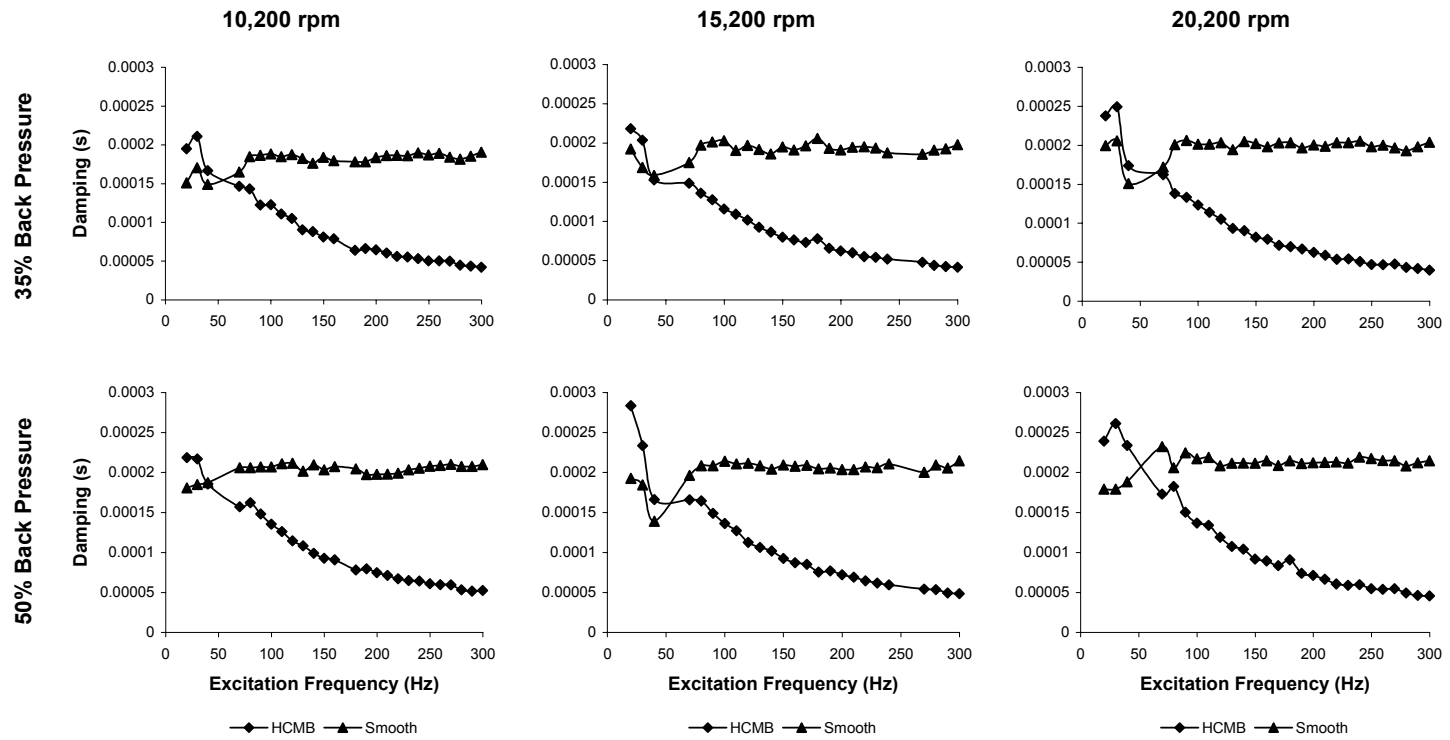 10,200 rpm
15,200 rpm
20,200 rpm
35% Back Pressure
Damping (s)
0.0003
0.00025
0.0002
0.00015
0.0001
0.00005
0
0 50 100 150 200 250 300
0.0003
0.00025
0.0002
0.00015
0.0001
0.00005
0
0 50 100 150 200 250 300
0.0003
0.00025
0.0002
0.00015
0.0001
0.00005
0
0 50 100 150 200 250 300
50% Back Pressure
Damping (s)
0.0003
0.00025
0.0002
0.00015
0.0001
0.00005
0
0 50 100 150 200 250 300
Excitation Frequency (Hz)
HCMB Smooth
0.0003
0.00025
0.0002
0.00015
0.0001
0.00005
0
0 50 100 150 200 250 300
Excitation Frequency (Hz)
HCMB Smooth
0.0003
0.00025
0.0002
0.00015
0.0001
0.00005
0
0 50 100 150 200 250 300
Excitation Frequency (Hz)
HCMB Smooth